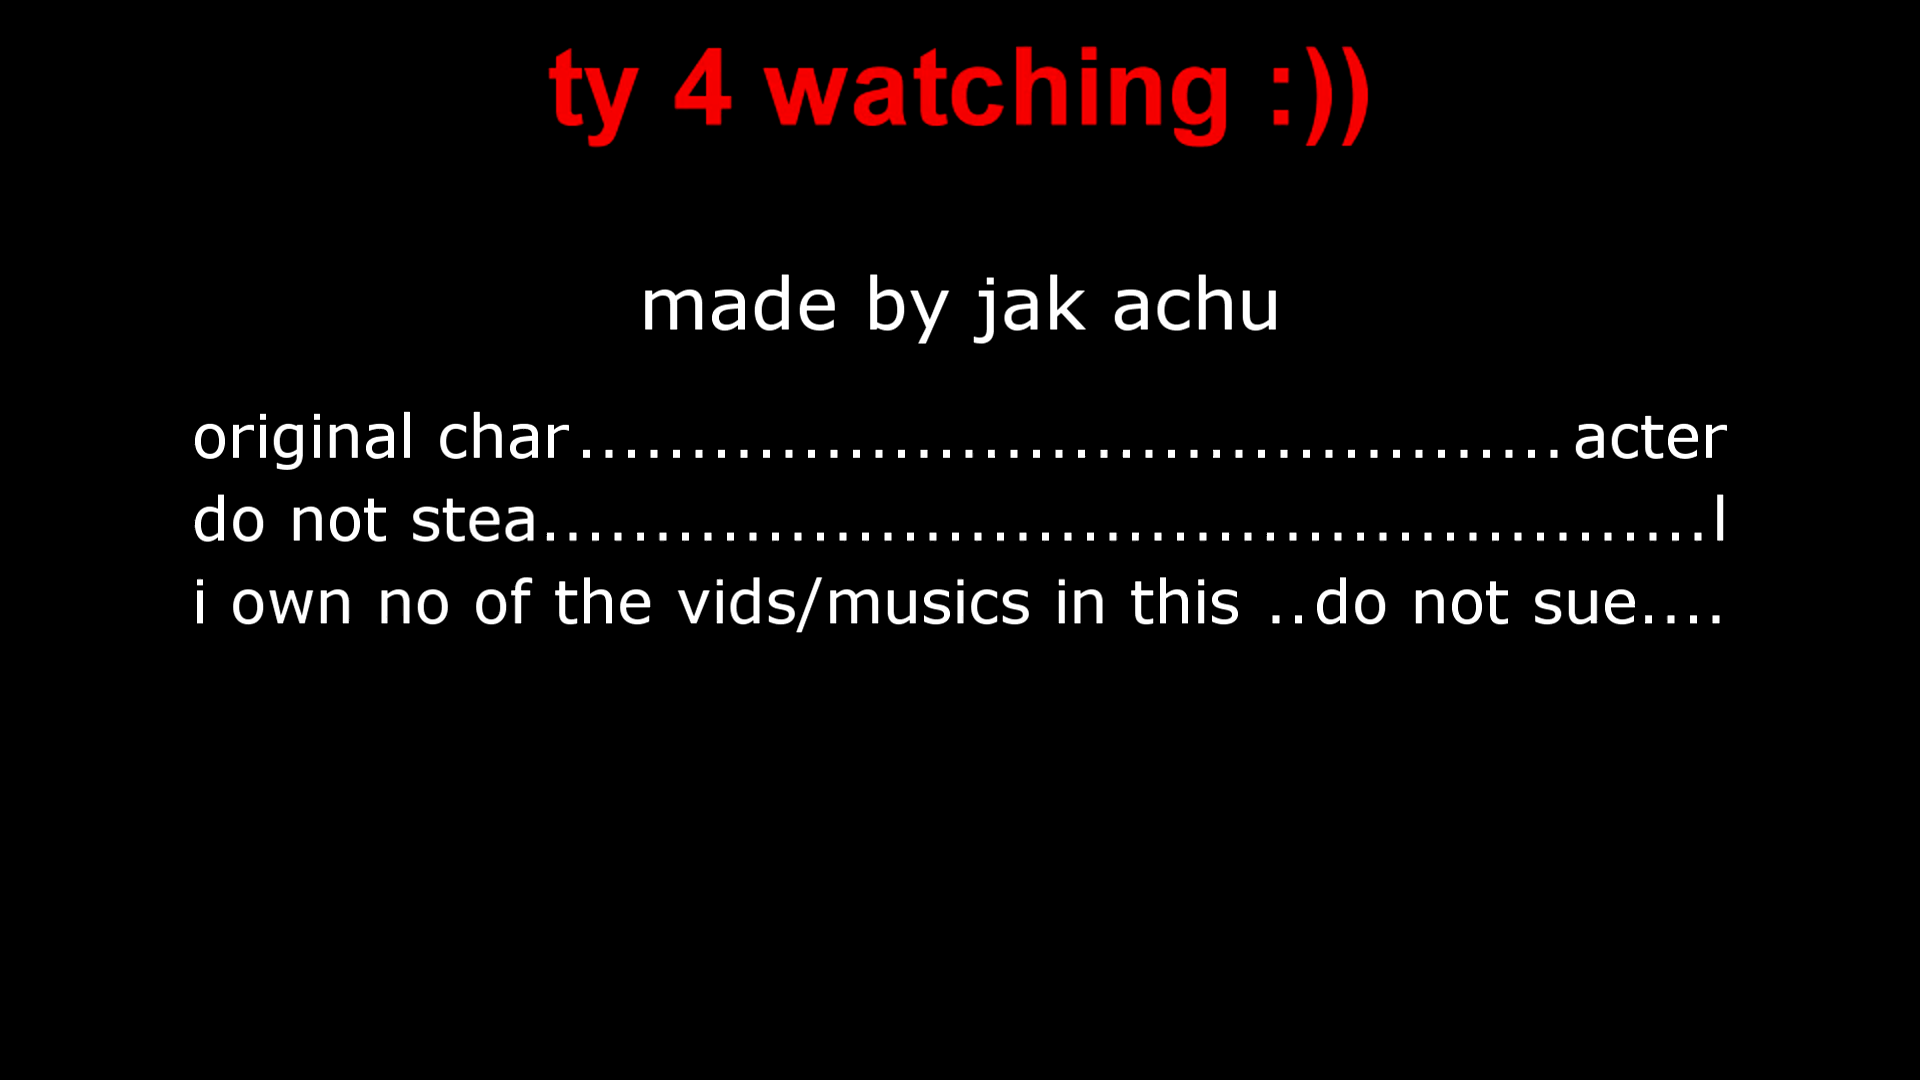 ty 4 watching :))
made by jak achu
original char............................................acter
do not stea....................................................l
i own no of the vids/musics in this ..do not sue....